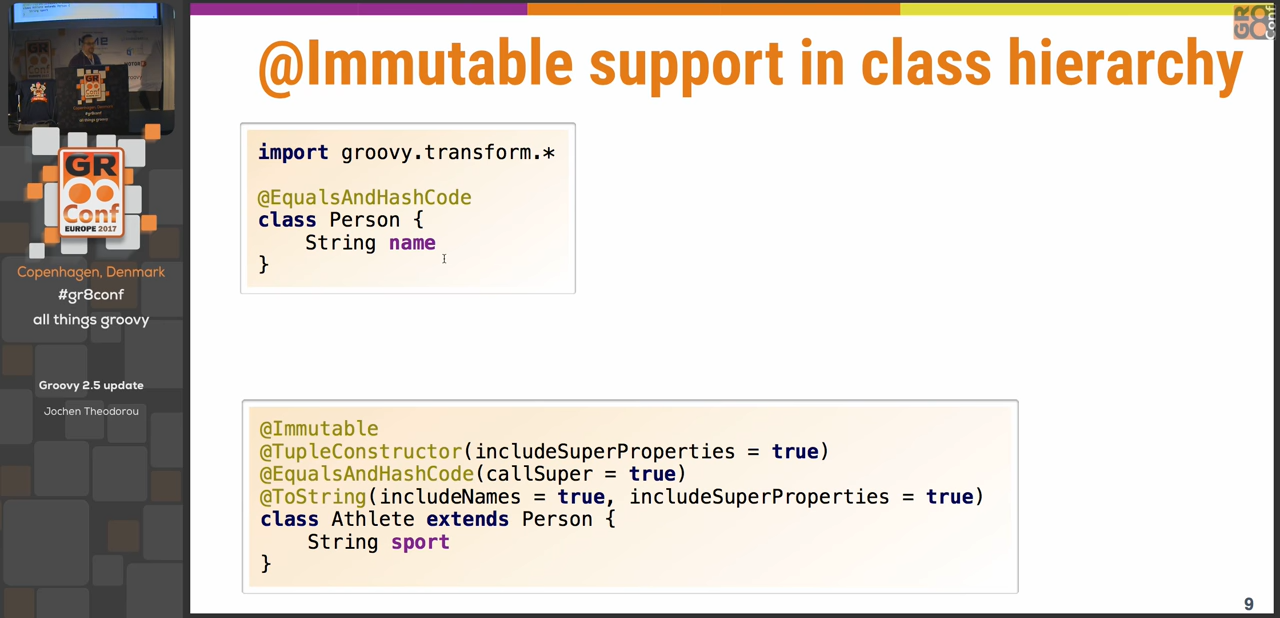 @Immutable support in class hierarchy
import groovy.transform.*
@EqualsAndHashCode
class Person {
    String name
}
@Immutable
@TupleConstructor(includeSuperProperties = true)
@EqualsAndHashCode(callSuper = true)
@ToString(includeNames = true, includeSuperProperties = true)
class Athlete extends Person {
    String sport
}
9
GR
Conf
EUROPE 2017
Copenhagen, Denmark
#gr8conf
all things groovy
Groovy 2.5 update
Jochen Theodorou